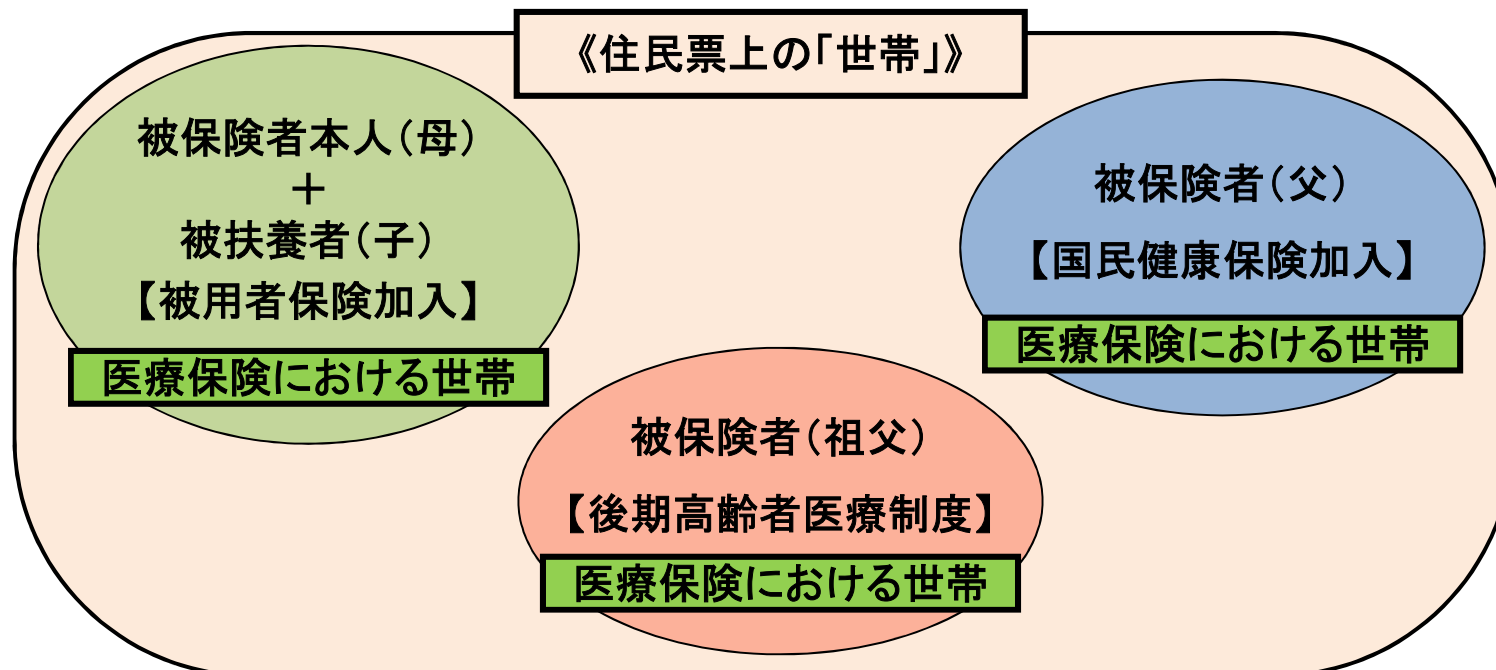 《住民票上の「世帯」》
被保険者本人（母）
＋
被扶養者（子）
【被用者保険加入】
医療保険における世帯
被保険者（父）
【国民健康保険加入】
医療保険における世帯
被保険者（祖父）
【後期高齢者医療制度】
医療保険における世帯